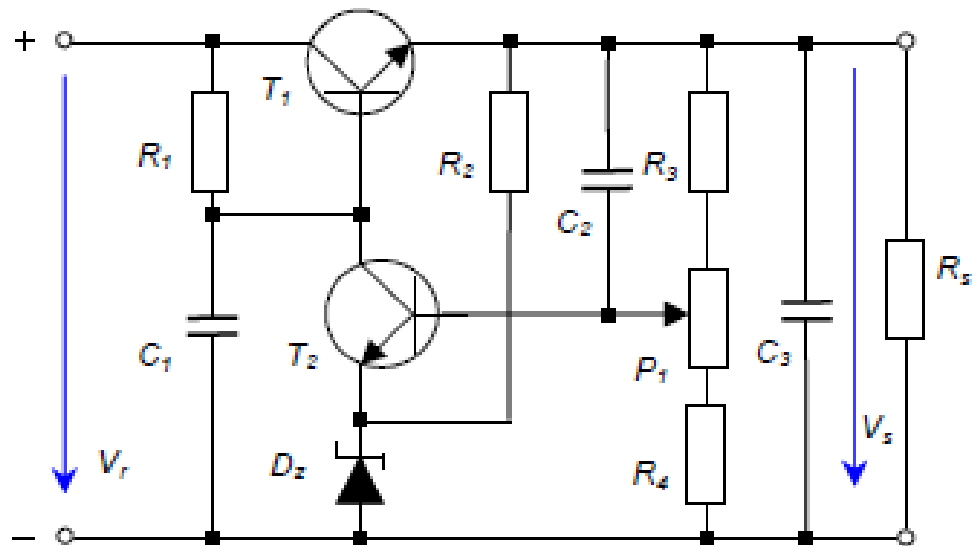 +
T1
R1
R2
R3
C2
Rs
C1
T2
P1
C3
Vr
Dz
R4
Vs
−